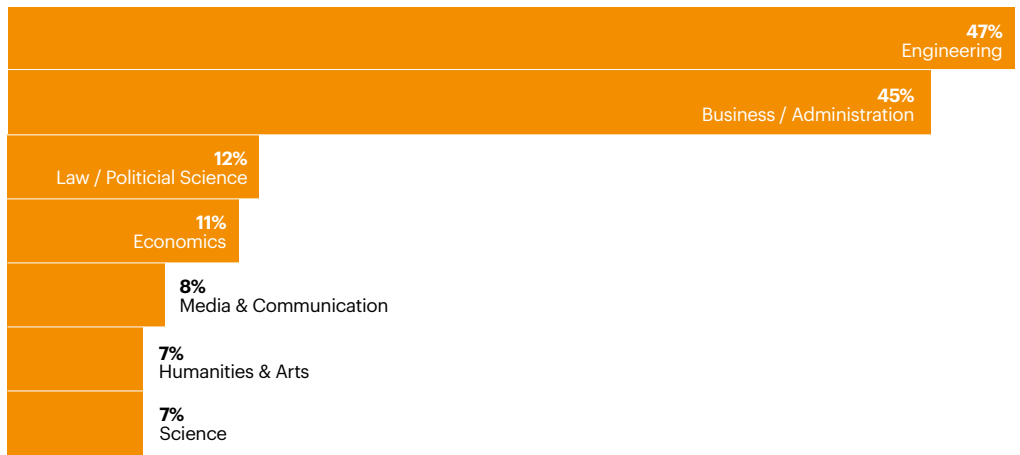 47%
Engineering
45%
Business / Administration
12%
Law / Politicial Science
11%
Economics
8%
Media & Communication
7%
Humanities & Arts
7%
Science